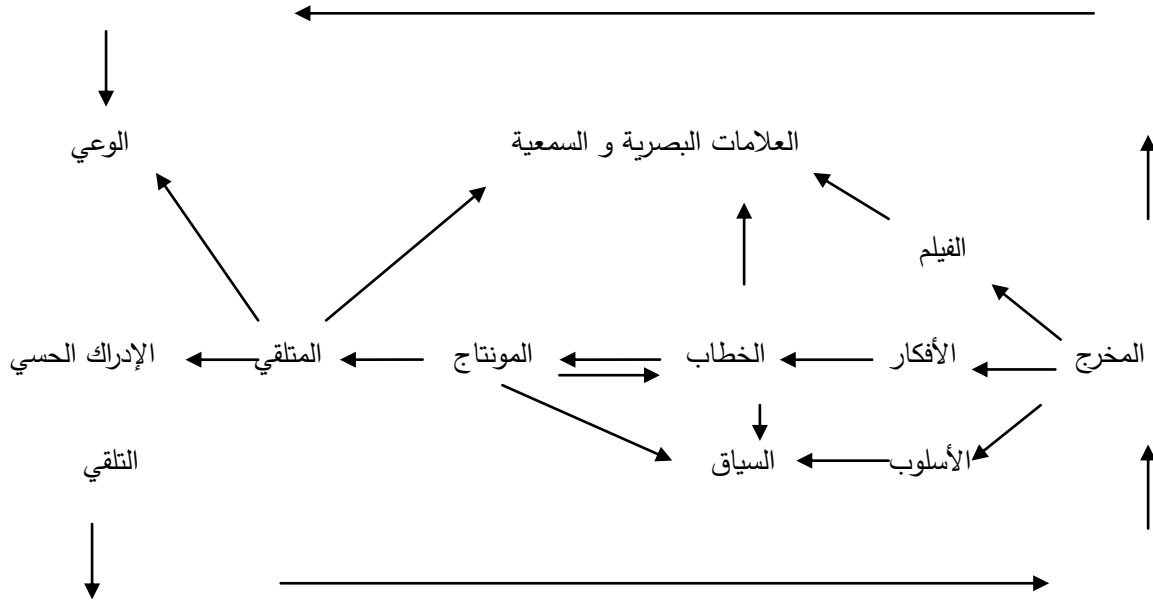 الوعي
العلامات البصرية و السمعية
الفيلم
المخرج
الأفكار
الخطاب
المونتاج
المتلقي
الإدراك الحسي
الأسلوب
السياق
التلقي